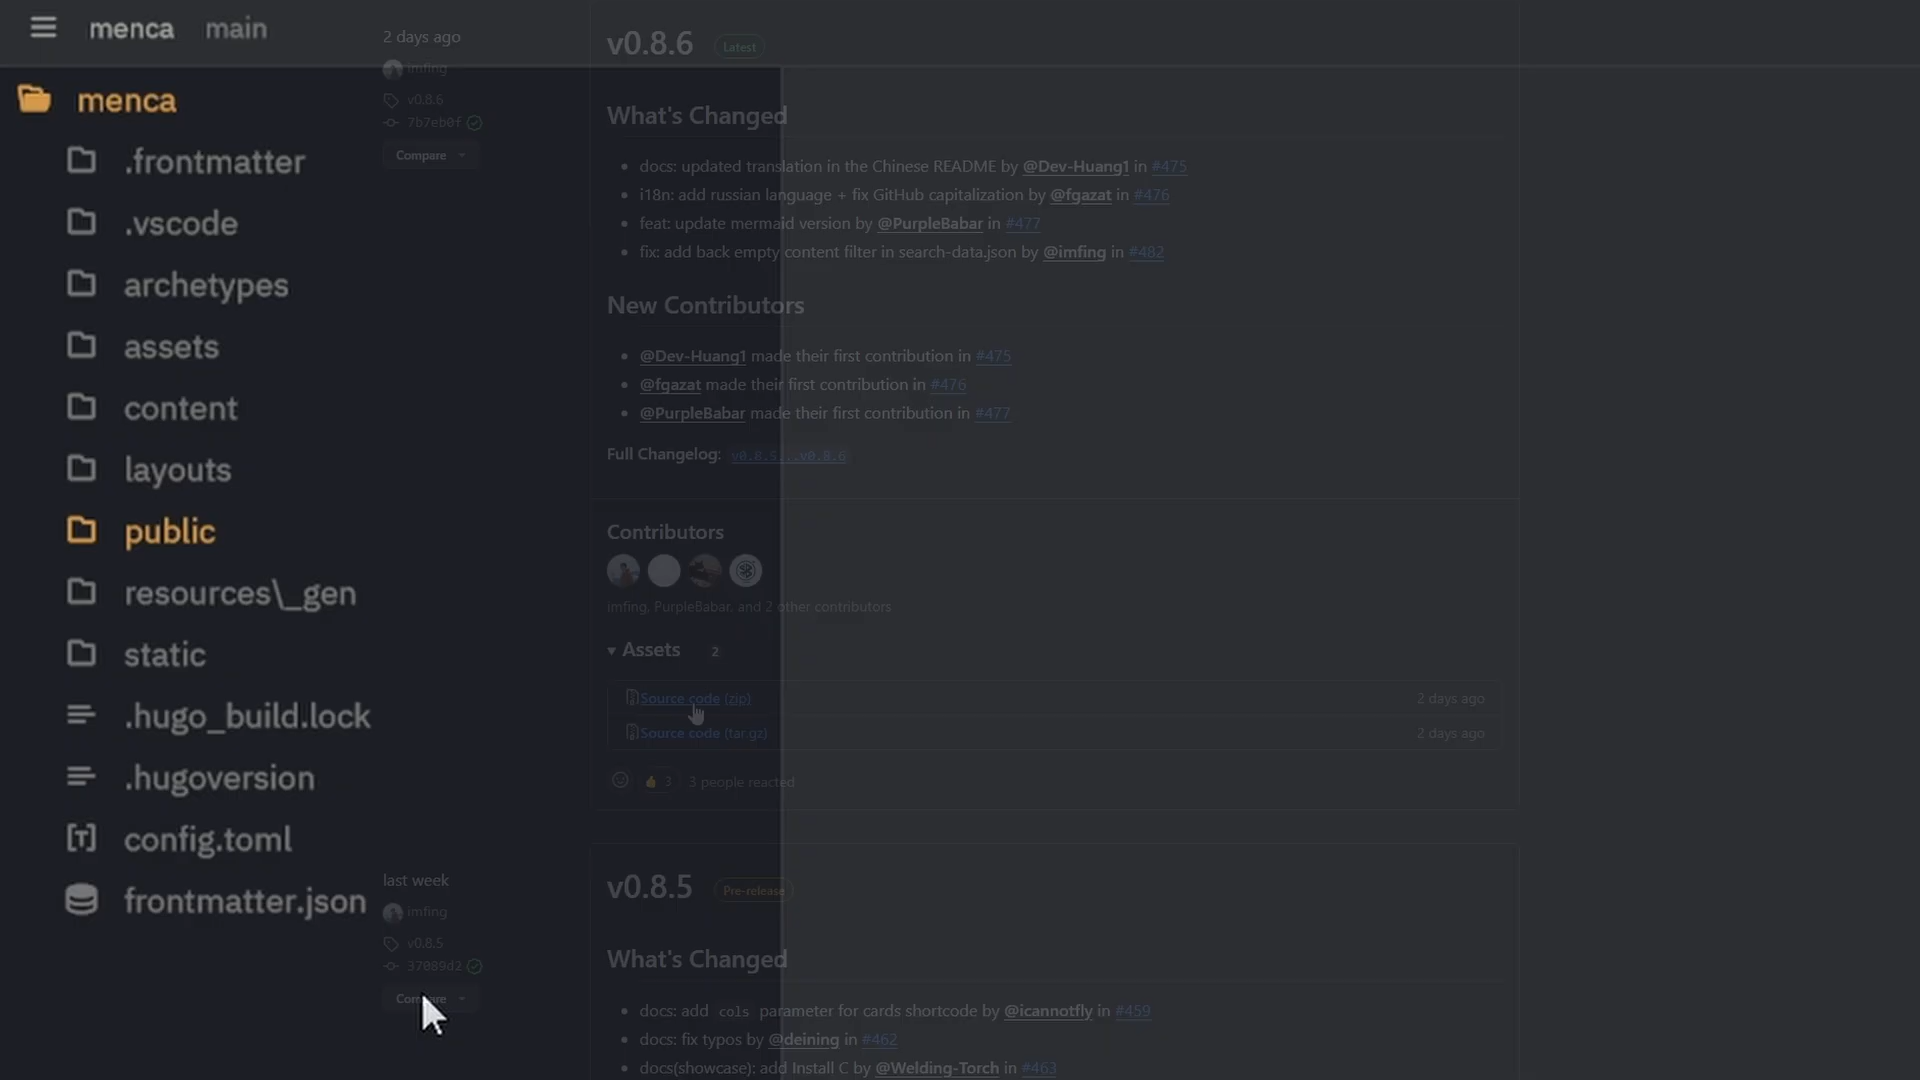 menca main
menca
.frontmatter
.vscode
archetypes
assets
content
layouts
public
resources\_gen
static
.hugo_build.lock
.hugoversion
config.toml
frontmatter.json
2 days ago
imfing
v0.8.6
7b7eb0f
Compare
v0.8.6 Latest
What's Changed
docs: updated translation in the Chinese README by @Dev-Huang1 in #475
i18n: add russian language + fix GitHub capitalization by @fgazat in #476
feat: update mermaid version by @PurpleBabar in #477
fix: add back empty content filter in search-data.json by @imfing in #482
New Contributors
@Dev-Huang1 made their first contribution in #475
@fgazat made their first contribution in #476
@PurpleBabar made their first contribution in #477
Full Changelog: v0.8.5...v0.8.6
Contributors
imfing, PurpleBabar, and 2 other contributors
Assets 2
Source code (zip) 2 days ago
Source code (tar.gz) 2 days ago
3 3 people reacted
last week
imfing
v0.8.5
37089d2
Compare
v0.8.5 Pre-release
What's Changed
docs: add cols parameter for cards shortcode by @icannotfly in #459
docs: fix typos by @deining in #462
docs(showcase): add Install C by @Welding-Torch in #463